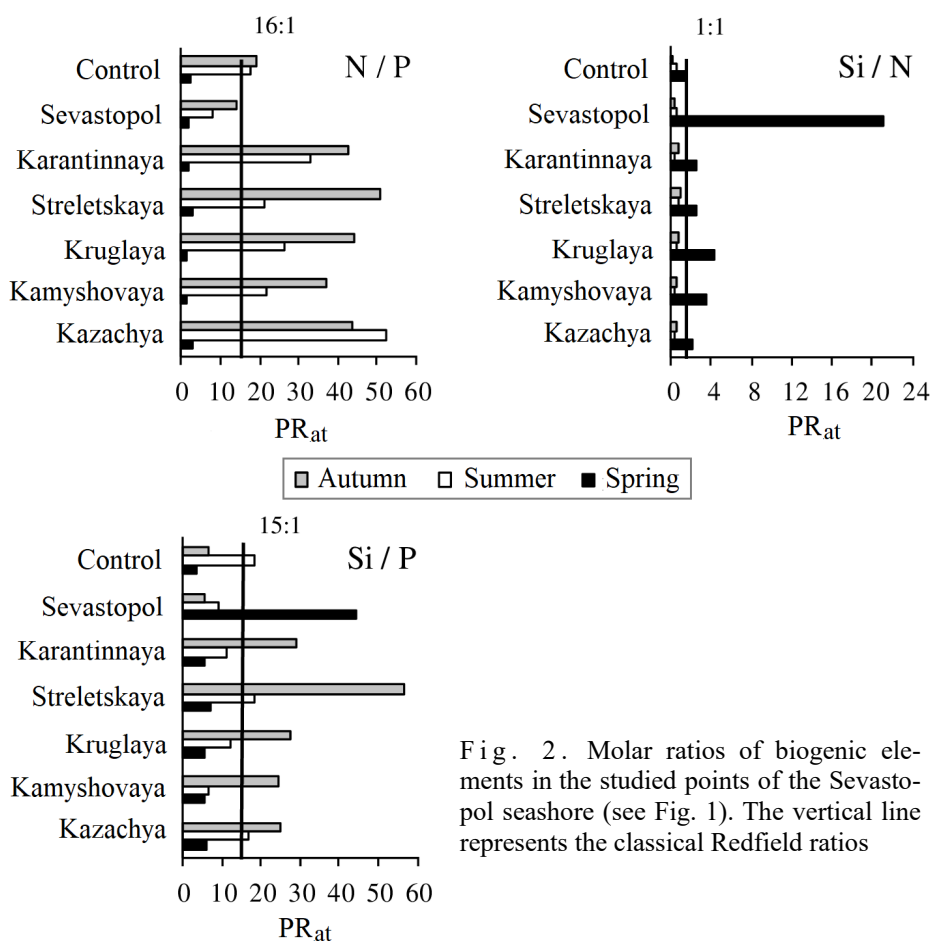 16:1
N / P
Control
Sevastopol
Karantinnaya
Streletskaya
Kruglaya
Kamyshovaya
Kazachya
0 10 20 30 40 50 60
PRat
1:1
Si / N
Control
Sevastopol
Karantinnaya
Streletskaya
Kruglaya
Kamyshovaya
Kazachya
0 4 8 12 16 20 24
PRat
Autumn Summer Spring
15:1
Si / P
Control
Sevastopol
Karantinnaya
Streletskaya
Kruglaya
Kamyshovaya
Kazachya
0 10 20 30 40 50 60
PRat
Fig. 2. Molar ratios of biogenic ele-
ments in the studied points of the Sevasto-
pol seashore (see Fig. 1). The vertical line
represents the classical Redfield ratios